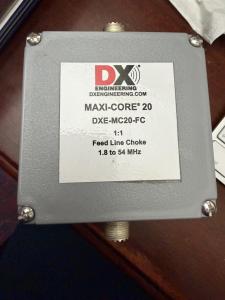 DX
ENGINEERING
DXENGINEERING.COM
MAXI-CORE® 20
DXE-MC20-FC
1:1
Feed Line Choke
1.8 to 54 MHz